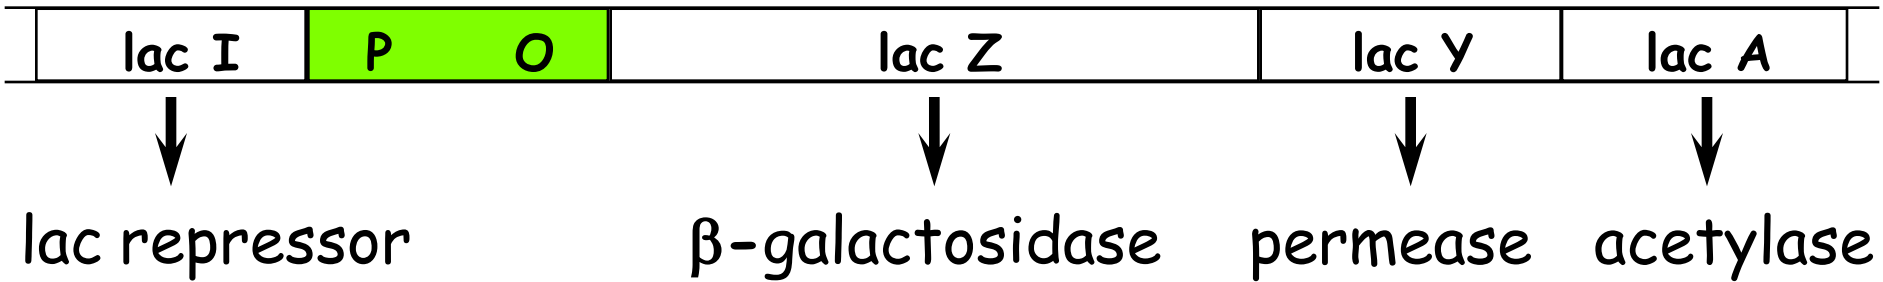 lac I P O lac Z lac Y lac A
lac repressor β-galactosidase permease acetylase